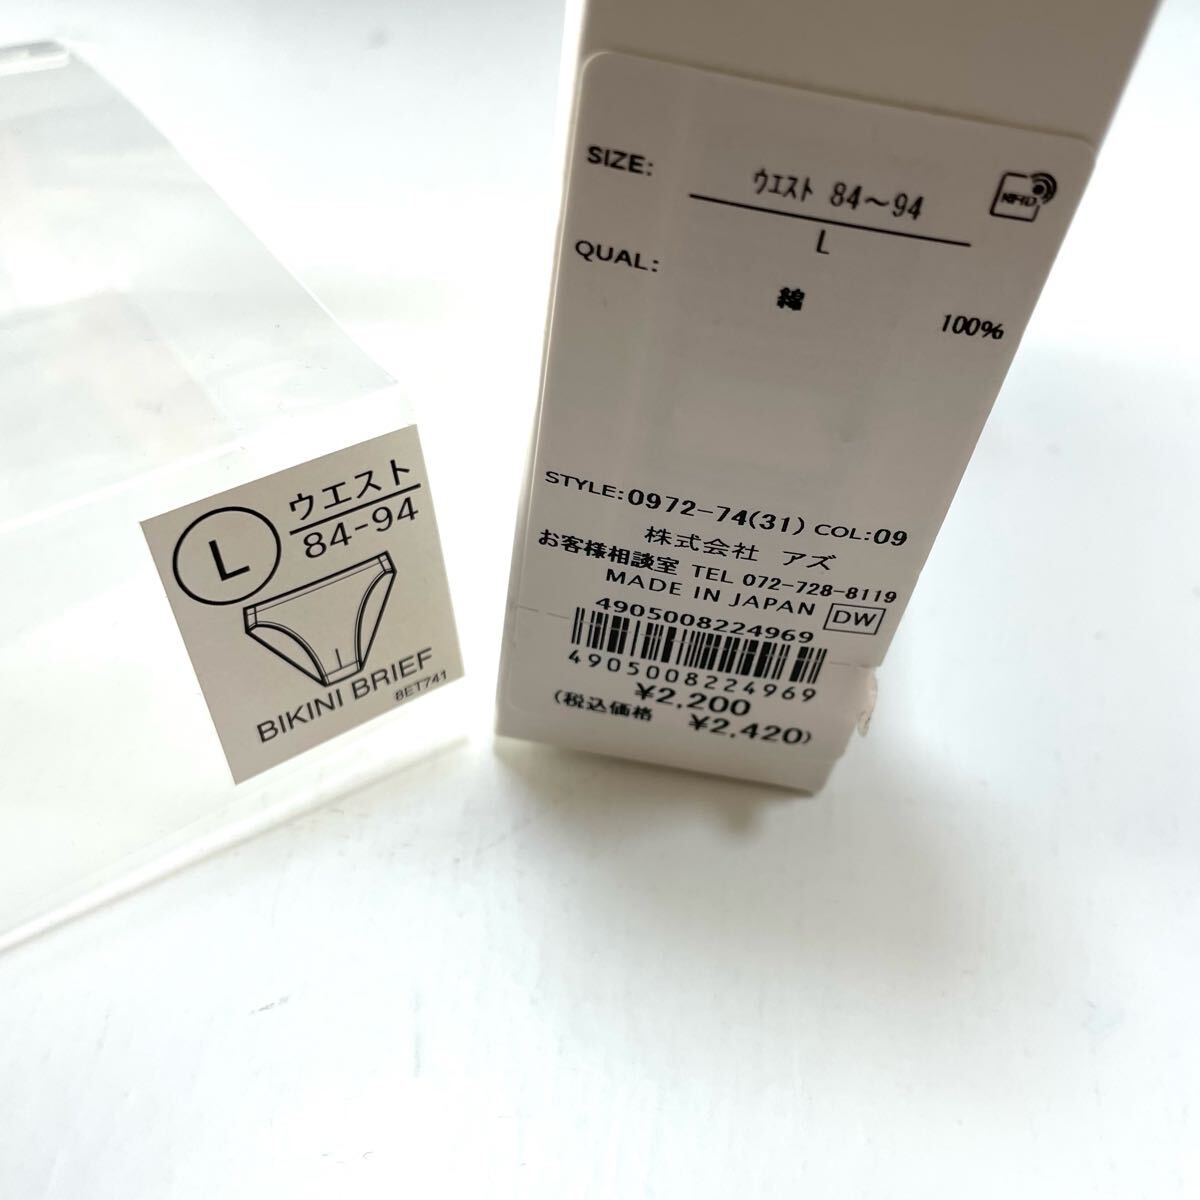 L
ウエスト
84-94
BIKINI BRIEF
8ET741
SIZE:
ウエスト 84〜94
L
RFID
QUAL:
綿 100%
STYLE:0972-74(31) COL:09
株式会社 アズ
お客様相談室 TEL 072-728-8119
MADE IN JAPAN DW
4905008224969
4905008224969
¥2,200
(税込価格 ¥2,420)